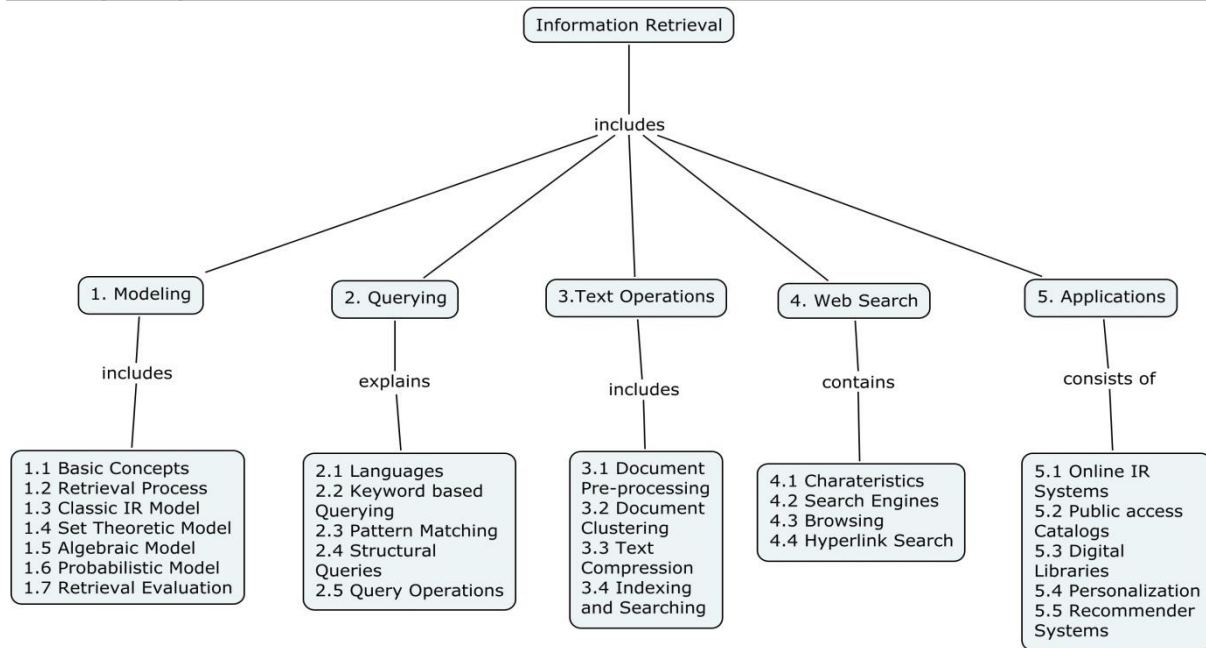 Information Retrieval
includes
1. Modeling
2. Querying
3.Text Operations
4. Web Search
5. Applications
includes
explains
includes
contains
consists of
1.1 Basic Concepts
1.2 Retrieval Process
1.3 Classic IR Model
1.4 Set Theoretic Model
1.5 Algebraic Model
1.6 Probabilistic Model
1.7 Retrieval Evaluation
2.1 Languages
2.2 Keyword based
Querying
2.3 Pattern Matching
2.4 Structural
Queries
2.5 Query Operations
3.1 Document
Pre-processing
3.2 Document
Clustering
3.3 Text
Compression
3.4 Indexing
and Searching
4.1 Charateristics
4.2 Search Engines
4.3 Browsing
4.4 Hyperlink Search
5.1 Online IR
Systems
5.2 Public access
Catalogs
5.3 Digital
Libraries
5.4 Personalization
5.5 Recommender
Systems